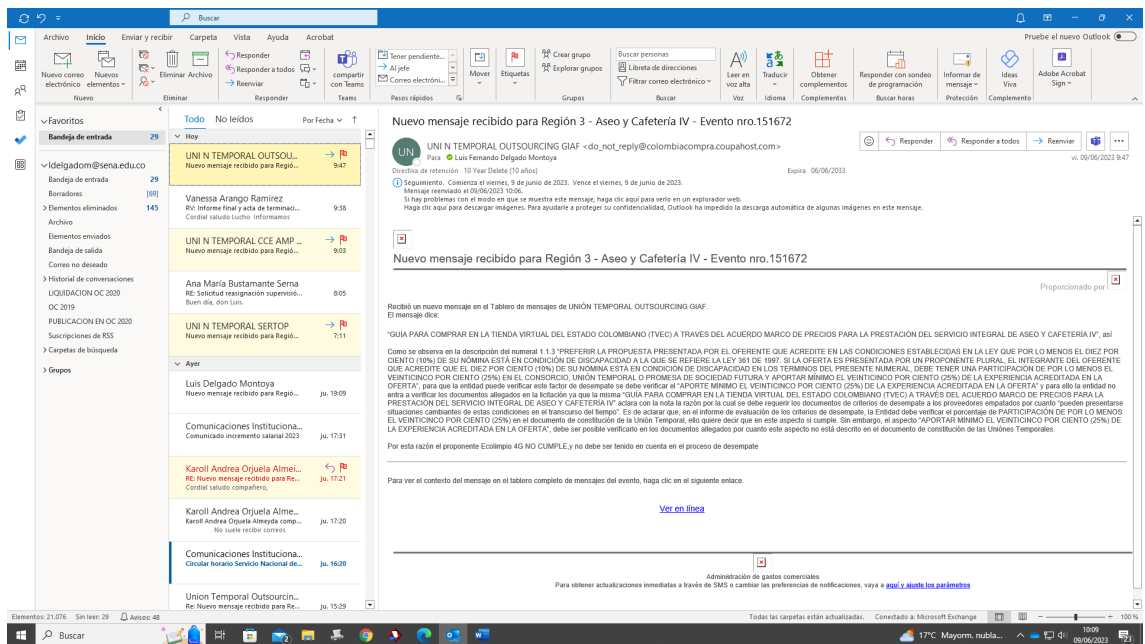 Buscar
Archivo Inicio Enviar y recibir Carpeta Vista Ayuda Acrobat
Pruebe el nuevo Outlook
Nuevo correo electrónico
Nuevos elementos
Nuevo
Eliminar Archivo
Eliminar
Responder
Responder a todos
Reenviar
Responder
compartir con Teams
Teams
Tener pendiente...
Al jefe
Correo electróni...
Pasos rápidos
Mover
Etiquetas
Crear grupo
Explorar grupos
Grupos
Buscar personas
Libreta de direcciones
Filtrar correo electrónico
Buscar
Leer en voz alta
Voz
Traducir
Idioma
Obtener complementos
Complementos
Responder con sondeo de programación
Buscar horas
Informar de mensaje
Protección
Ideas Viva
Complemento
Adobe Acrobat Sign
Favoritos
Bandeja de entrada 29
ldelgadom@sena.edu.co
Bandeja de entrada 29
Borradores [69]
Elementos eliminados 145
Archivo
Elementos enviados
Bandeja de salida
Correo no deseado
Historial de conversaciones
LIQUIDACION OC 2020
OC 2019
PUBLICACION EN OC 2020
Suscripciones de RSS
Carpetas de búsqueda
Grupos
Todo No leídos Por Fecha
Hoy
UNI N TEMPORAL OUTSOU...
Nuevo mensaje recibido para Regió... 9:47
Vanessa Arango Ramirez
RV: Informe final y acta de terminaci... 9:38
Cordial saludo Lucho Informamos
UNI N TEMPORAL CCE AMP ...
Nuevo mensaje recibido para Regió... 9:03
Ana María Bustamante Serna
RE: Solicitud reasignación supervisió... 8:05
Buen día, don Luis.
UNI N TEMPORAL SERTOP
Nuevo mensaje recibido para Regió... 7:11
Ayer
Luis Delgado Montoya
Nuevo mensaje recibido para Regió... ju. 19:09
Comunicaciones Instituciona...
Comunicado incremento salarial 2023 ju. 17:31
Karoll Andrea Orjuela Almei...
RE: Nuevo mensaje recibido para Re... ju. 17:21
Cordial saludo compañero,
Karoll Andrea Orjuela Alme...
Karoll Andrea Orjuela Almeyda comp... ju. 17:20
No suele recibir correos
Comunicaciones Instituciona...
Circular horario Servicio Nacional de... ju. 16:20
Union Temporal Outsourcin...
Re: Nuevo mensaje recibido para Re... ju. 15:29
Nuevo mensaje recibido para Región 3 - Aseo y Cafetería IV - Evento nro.151672
UN
UNI N TEMPORAL OUTSOURCING GIAF <do_not_reply@colombiacompra.coupahost.com>
Para Luis Fernando Delgado Montoya
Responder Responder a todos Reenviar
vi. 09/06/2023 9:47
Directiva de retención 10 Year Delete (10 años) Expira 06/06/2033
Seguimiento. Comienza el viernes, 9 de junio de 2023. Vence el viernes, 9 de junio de 2023.
Mensaje reenviado el 09/06/2023 10:06.
Si hay problemas con el modo en que se muestra este mensaje, haga clic aquí para verlo en un explorador web.
Haga clic aquí para descargar imágenes. Para ayudarle a proteger su confidencialidad, Outlook ha impedido la descarga automática de algunas imágenes en este mensaje.
Nuevo mensaje recibido para Región 3 - Aseo y Cafetería IV - Evento nro.151672
Proporcionado por
Recibió un nuevo mensaje en el Tablero de mensajes de UNIÓN TEMPORAL OUTSOURCING GIAF.
El mensaje dice:
"GUÍA PARA COMPRAR EN LA TIENDA VIRTUAL DEL ESTADO COLOMBIANO (TVEC) A TRAVÉS DEL ACUERDO MARCO DE PRECIOS PARA LA PRESTACIÓN DEL SERVICIO INTEGRAL DE ASEO Y CAFETERÍA IV", así
Como se observa en la descripción del numeral 1.1.3 "PREFERIR LA PROPUESTA PRESENTADA POR EL OFERENTE QUE ACREDITE EN LAS CONDICIONES ESTABLECIDAS EN LA LEY QUE POR LO MENOS EL DIEZ POR
CIENTO (10%) DE SU NÓMINA ESTÁ EN CONDICIÓN DE DISCAPACIDAD A LA QUE SE REFIERE LA LEY 361 DE 1997. SI LA OFERTA ES PRESENTADA POR UN PROPONENTE PLURAL, EL INTEGRANTE DEL OFERENTE
QUE ACREDITE QUE EL DIEZ POR CIENTO (10%) DE SU NÓMINA ESTÁ EN CONDICIÓN DE DISCAPACIDAD EN LOS TÉRMINOS DEL PRESENTE NUMERAL, DEBE TENER UNA PARTICIPACIÓN DE POR LO MENOS EL
VEINTICINCO POR CIENTO (25%) EN EL CONSORCIO, UNIÓN TEMPORAL O PROMESA DE SOCIEDAD FUTURA Y APORTAR MÍNIMO EL VEINTICINCO POR CIENTO (25%) DE LA EXPERIENCIA ACREDITADA EN LA
OFERTA", para que la entidad puede verificar este factor de desempate se debe verificar el "APORTE MINIMO EL VEINTICINCO POR CIENTO (25%) DE LA EXPERIENCIA ACREDITADA EN LA OFERTA" y para ello la entidad no
entra a verificar los documentos allegados en la licitación ya que la misma "GUÍA PARA COMPRAR EN LA TIENDA VIRTUAL DEL ESTADO COLOMBIANO (TVEC) A TRAVÉS DEL ACUERDO MARCO DE PRECIOS PARA LA
PRESTACIÓN DEL SERVICIO INTEGRAL DE ASEO Y CAFETERÍA IV" aclara con la nota la razón por la cual se debe requerir los documentos de criterios de desempate a los proveedores empatados por cuanto "pueden presentarse
situaciones cambiantes de estas condiciones en el transcurso del tiempo". Es de aclarar que, en el informe de evaluación de los criterios de desempate, la Entidad debe verificar el porcentaje de PARTICIPACIÓN DE POR LO MENOS
EL VEINTICINCO POR CIENTO (25%) en el documento de constitución de la Unión Temporal, ello quiere decir que en este aspecto si cumple. Sin embargo, el aspecto "APORTAR MÍNIMO EL VEINTICINCO POR CIENTO (25%) DE
LA EXPERIENCIA ACREDITADA EN LA OFERTA", debe ser posible verificarlo en los documentos allegados por cuanto este aspecto no está descrito en el documento de constitución de las Uniónes Temporales.
Por esta razón el proponente Ecolimpio 4G NO CUMPLE,y no debe ser tenido en cuenta en el proceso de desempate
Para ver el contexto del mensaje en el tablero completo de mensajes del evento, haga clic en el siguiente enlace.
Ver en línea
Administración de gastos comerciales
Para obtener actualizaciones inmediatas a través de SMS o cambiar las preferencias de notificaciones, vaya a aquí y ajuste los parámetros
Elementos: 21.076 Sin leer: 29 Avisos: 48
Todas las carpetas están actualizadas. Conectado a: Microsoft Exchange 100 %
Buscar
17°C Mayorm. nubla...
10:09
09/06/2023